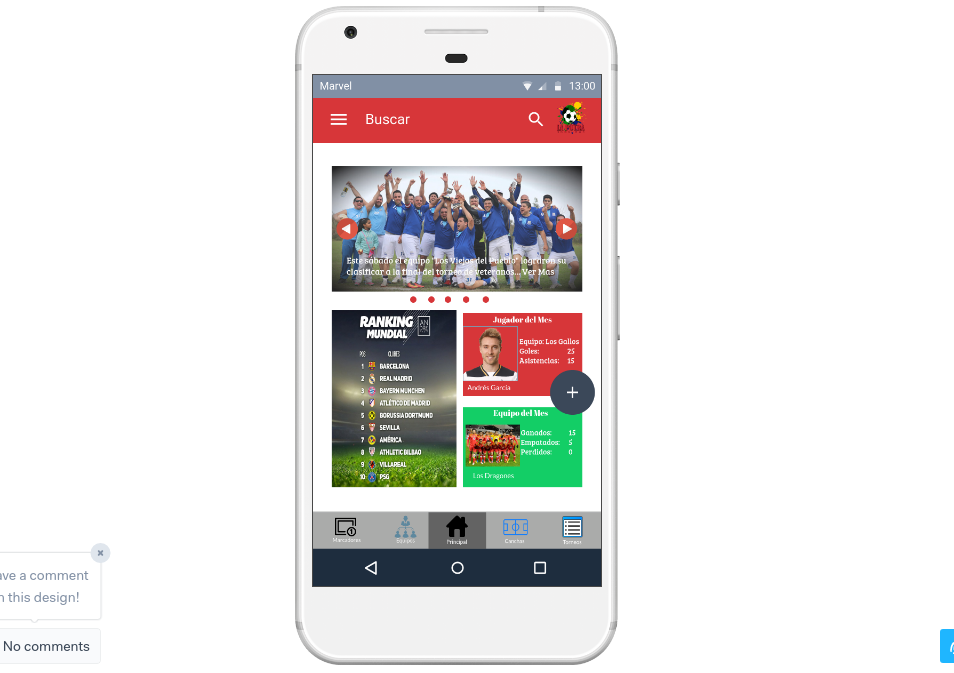 Marvel
13:00
Buscar
Este sábado el equipo "Los Viejos del Pueblo" lograron su
clasificar a la final del torneo de veteranos... Ver Mas
RANKING
MUNDIAL
POS CLUBES
1 BARCELONA
2 REAL MADRID
3 BAYERN MUNCHEN
4 ATLÉTICO DE MADRID
5 BORUSSIA DORTMUND
6 SEVILLA
7 AMÉRICA
8 ATHLETIC BILBAO
9 VILLAREAL
10 PSG
Jugador del Mes
Equipo: Los Gallos
Goles: 25
Asistencias: 15
Andrés García
+
Equipo del Mes
Ganados: 15
Empatados: 5
Perdidos: 0
Los Dragones
Marcadores
Equipos
Principal
Canchas
Torneos
ave a comment
n this design!
No comments